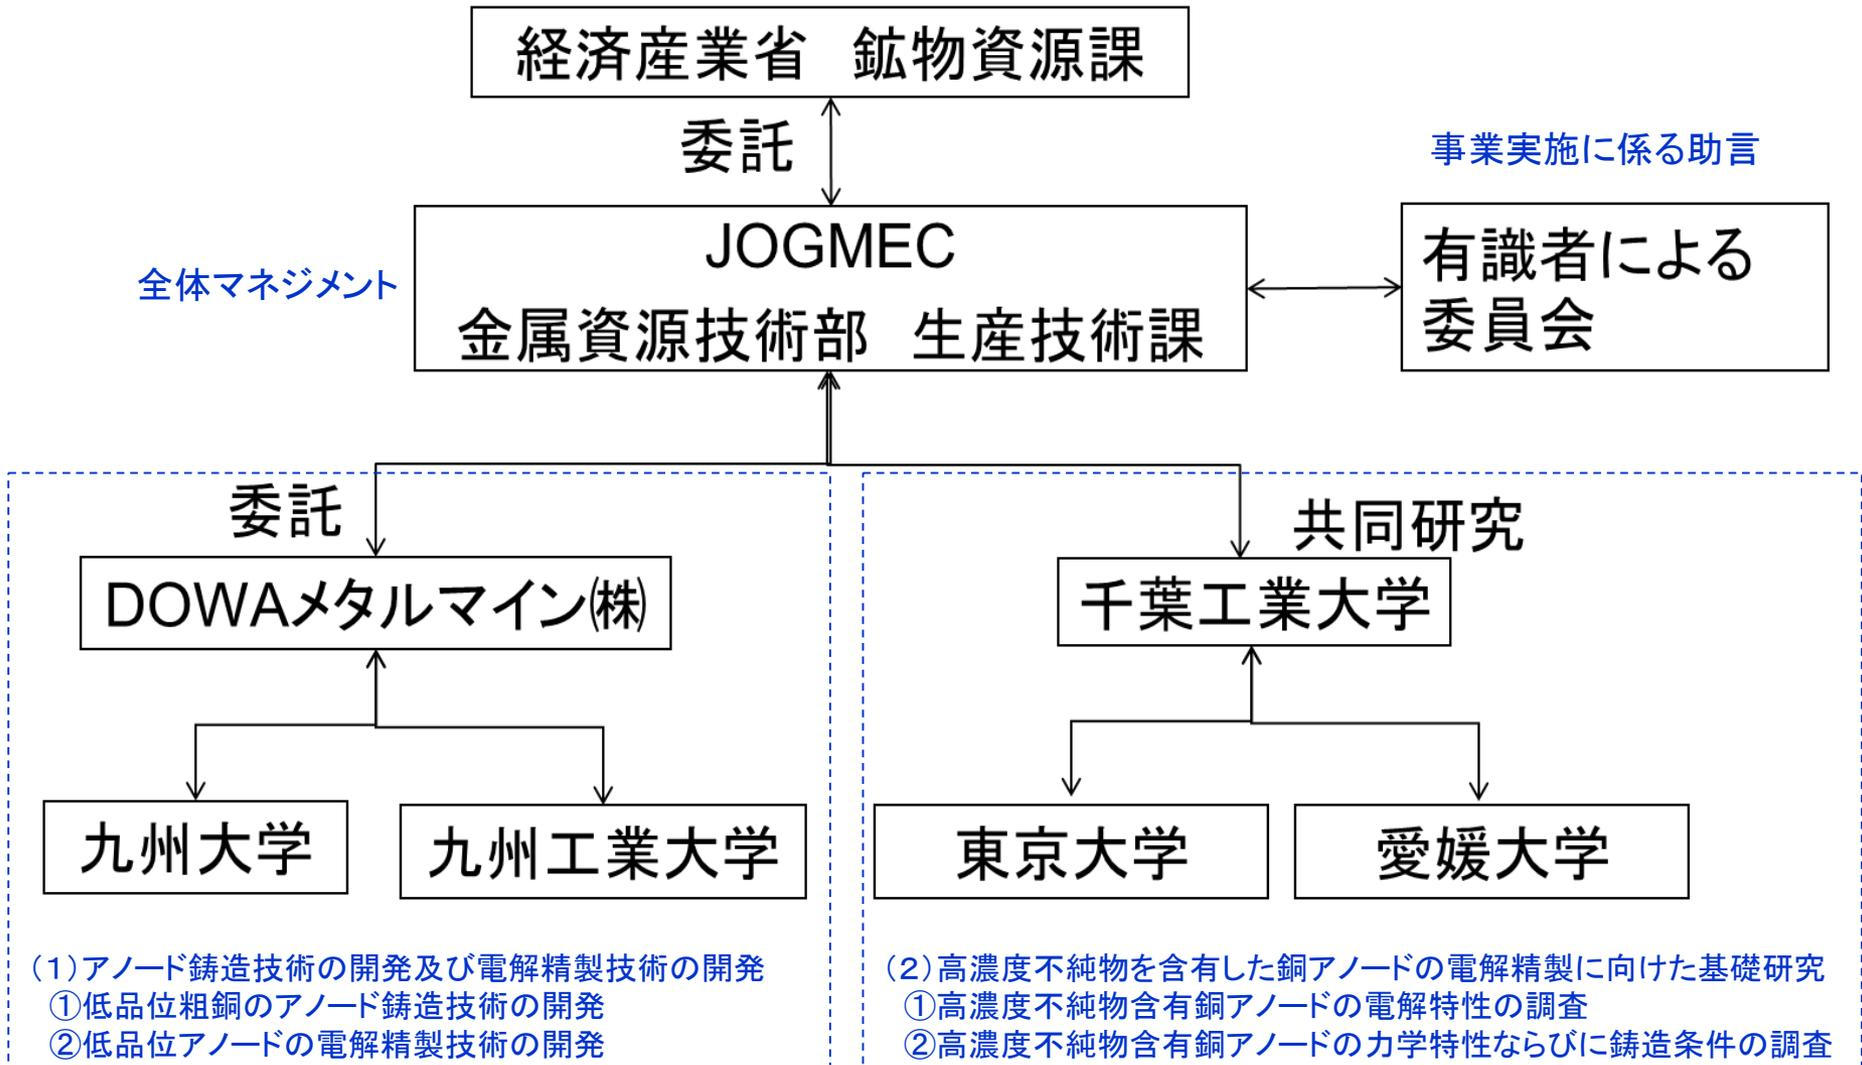 経済産業省　鉱物資源課
委託
事業実施に係る助言
全体マネジメント
JOGMEC
金属資源技術部　生産技術課
有識者による
委員会
委託
DOWAメタルマイン㈱
九州大学
九州工業大学
(1)アノード鋳造技術の開発及び電解精製技術の開発
①低品位粗銅のアノード鋳造技術の開発
②低品位アノードの電解精製技術の開発
共同研究
千葉工業大学
東京大学
愛媛大学
(2)高濃度不純物を含有した銅アノードの電解精製に向けた基礎研究
①高濃度不純物含有銅アノードの電解特性の調査
②高濃度不純物含有銅アノードの力学特性ならびに鋳造条件の調査